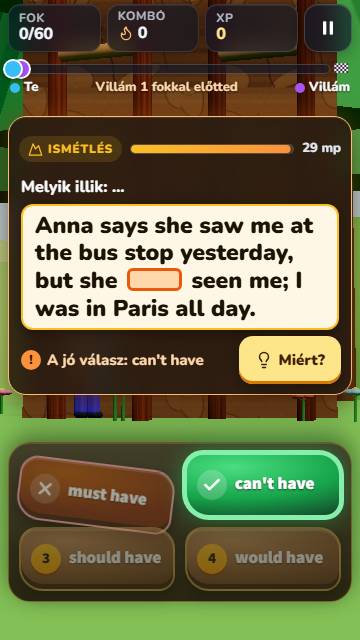 FOK
0/60
KOMBÓ
0
XP
0
Te
Villám 1 fokkal előtted
Villám
ISMÉTLÉS
29 mp
Melyik illik: ...
Anna says she saw me at
the bus stop yesterday,
but she seen me; I
was in Paris all day.
! A jó válasz: can't have
Miért?
must have
can't have
3 should have
4 would have